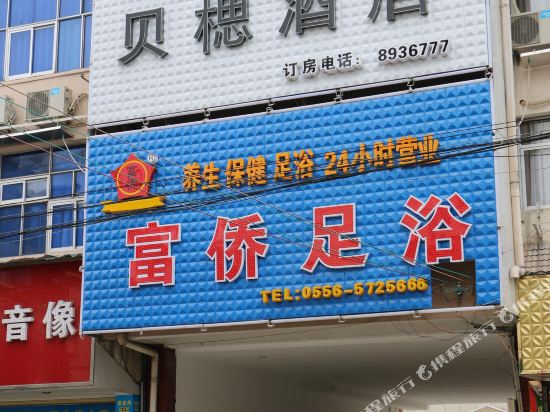 贝楒酒店
订房电话: 8936777
养生 保健 足浴 24小时营业
富侨足浴
TEL:0556-5725666
音像
携程旅行